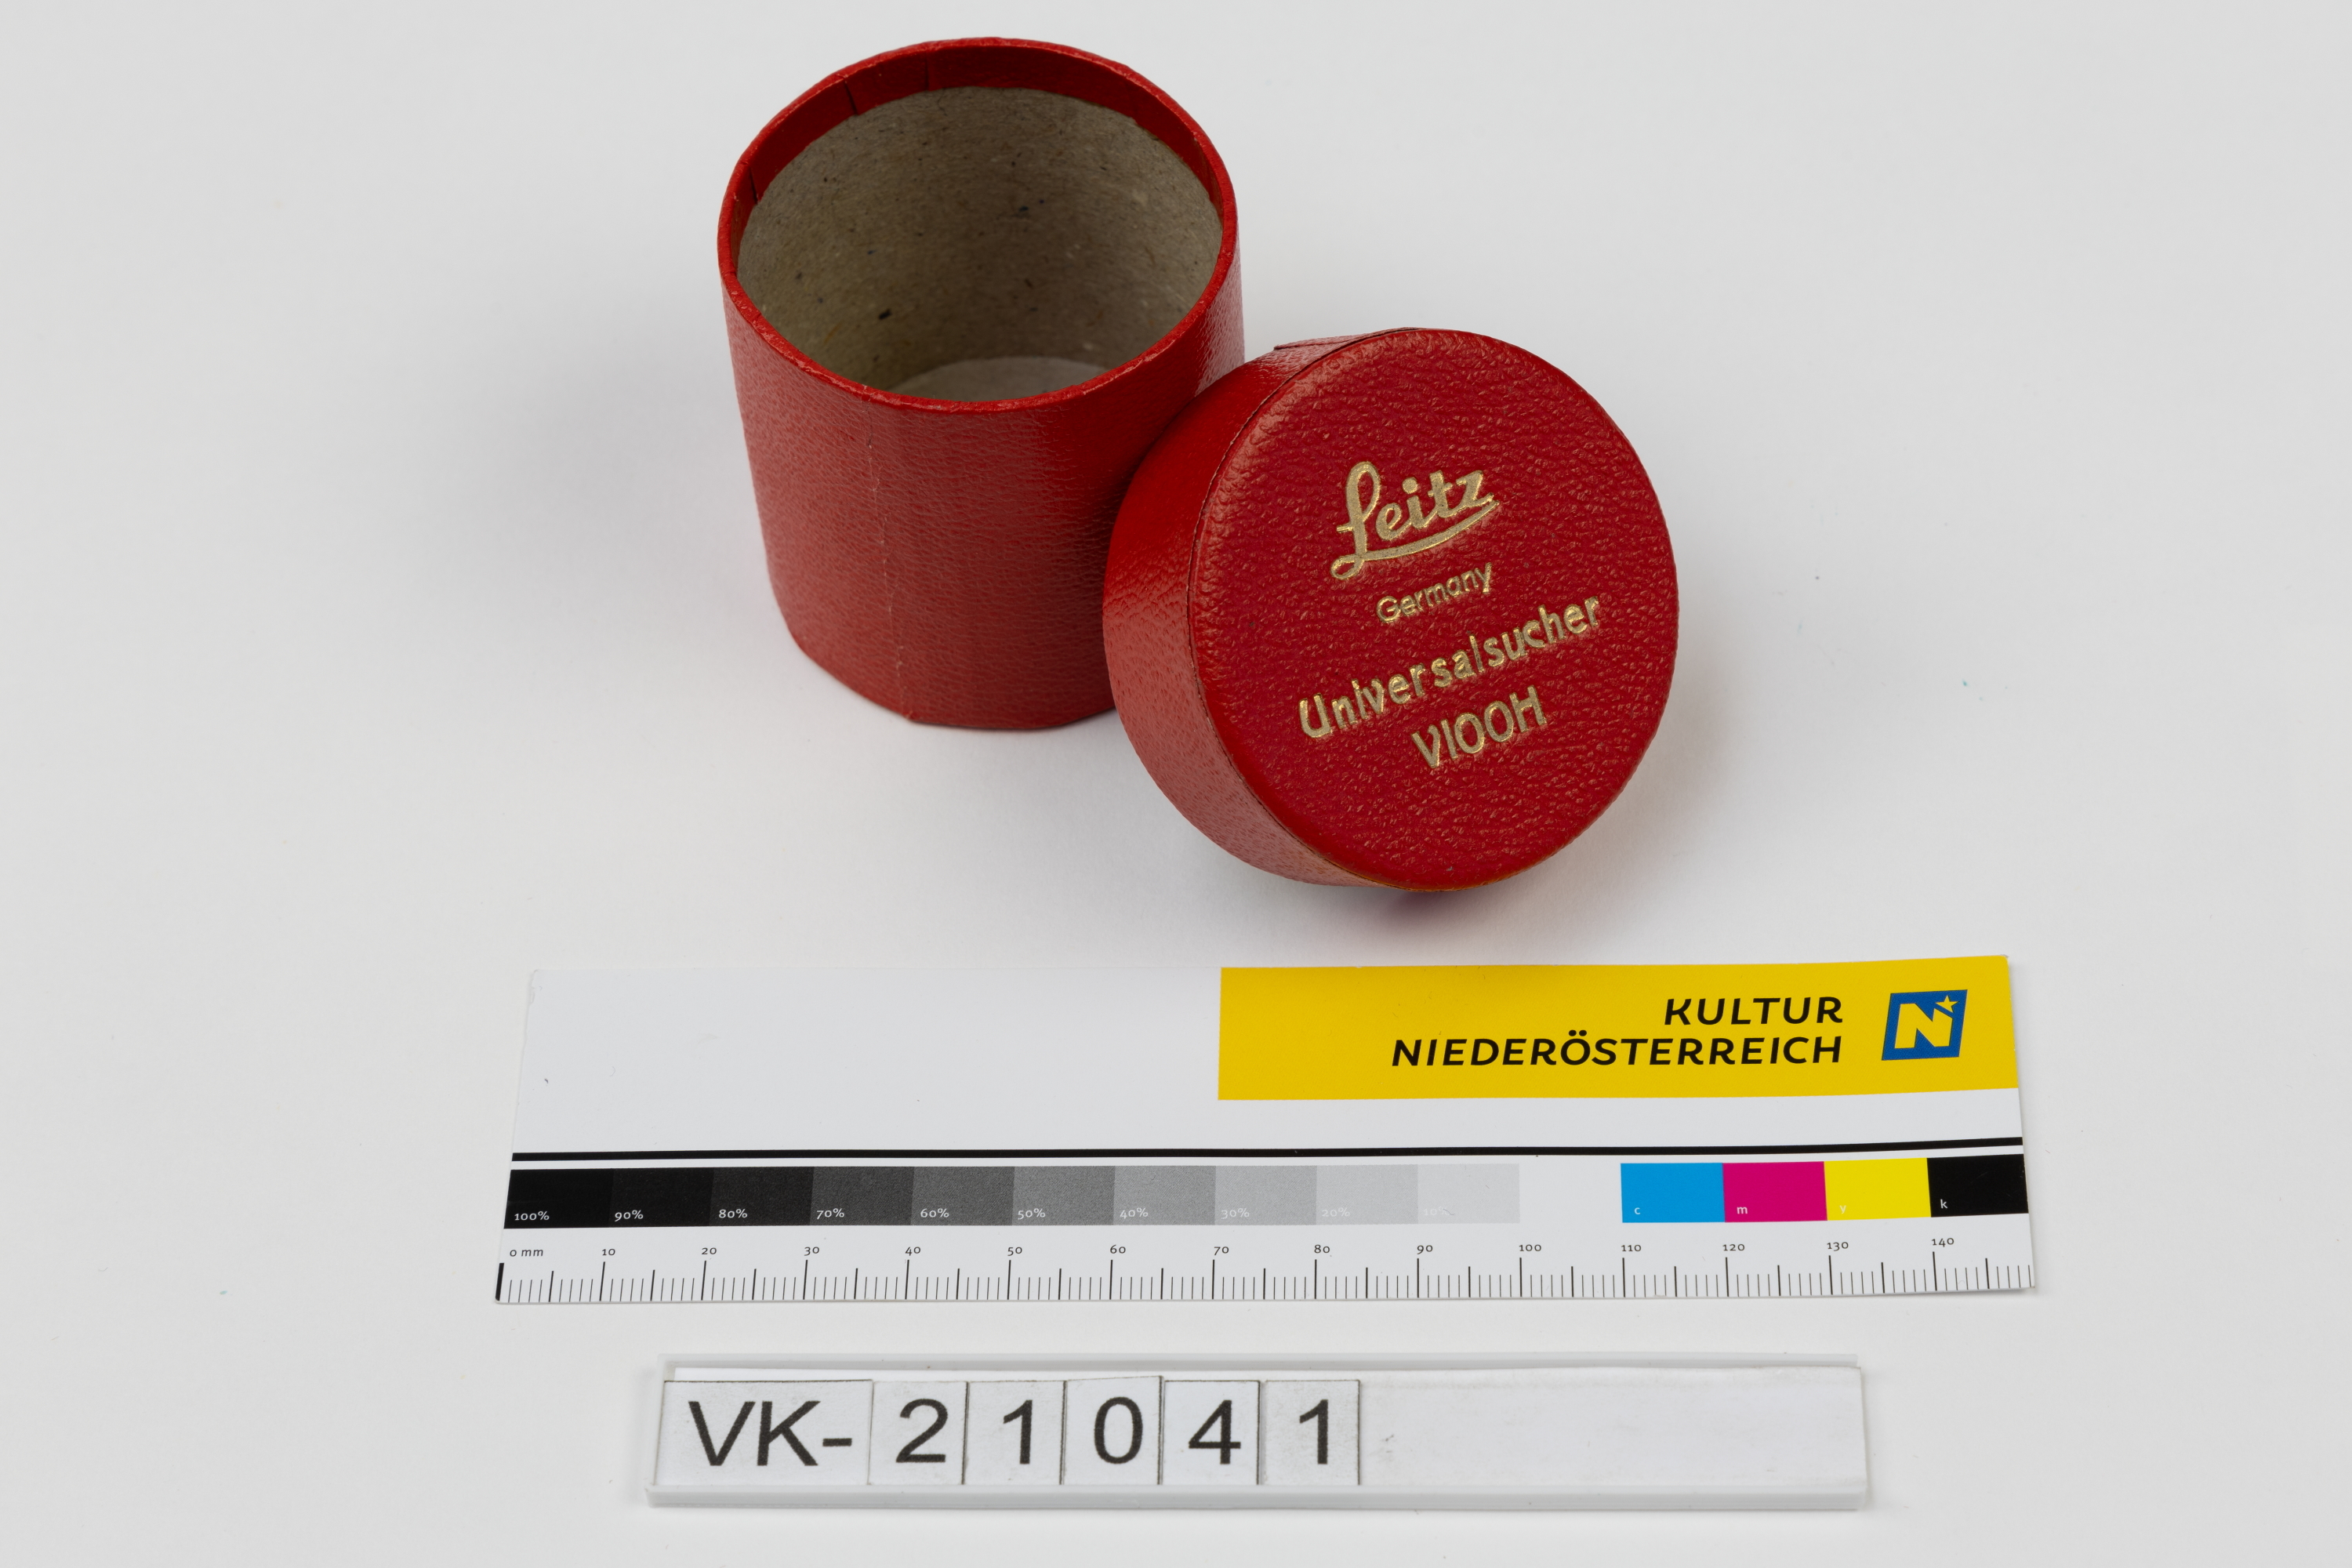 Leitz
Germany
Universalsucher
VIOOH
KULTUR
NIEDERÖSTERREICH
N
100% 90% 80% 70% 60% 50% 40% 30% 20% 10% c m y k
0 mm 10 20 30 40 50 60 70 80 90 100 110 120 130 140
VK-21041